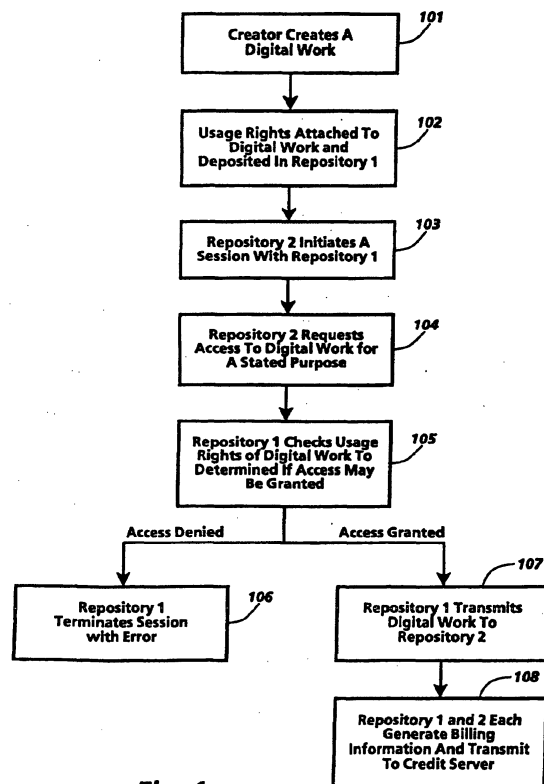 Creator Creates A
Digital Work
101
Usage Rights Attached To
Digital Work and
Deposited In Repository 1
102
Repository 2 Initiates A
Session With Repository 1
103
Repository 2 Requests
Access To Digital Work for
A Stated Purpose
104
Repository 1 Checks Usage
Rights of Digital Work To
Determined If Access May
Be Granted
105
Access Denied
Access Granted
Repository 1
Terminates Session
with Error
106
Repository 1 Transmits
Digital Work To
Repository 2
107
Repository 1 and 2 Each
Generate Billing
Information And Transmit
To Credit Server
108